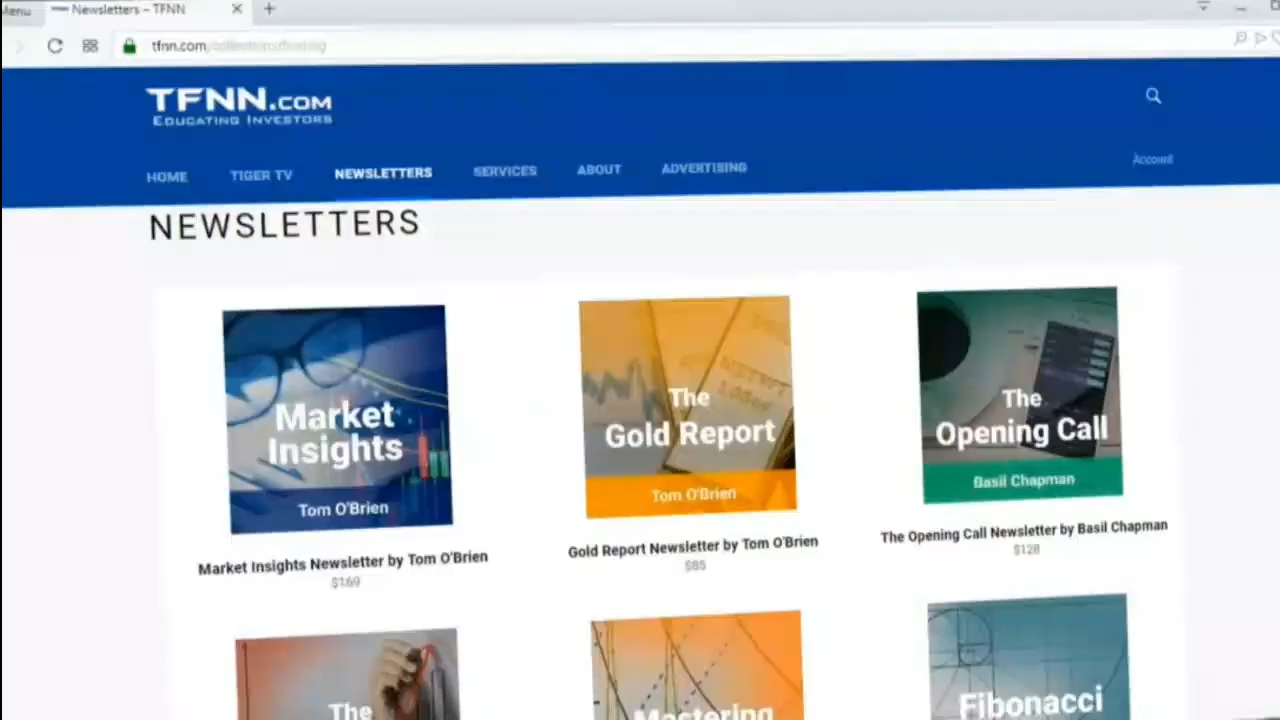 Menu
Newsletters – TFNN
tfnn.com
TFNN.COM
EDUCATING INVESTORS
HOME TIGER TV NEWSLETTERS SERVICES ABOUT ADVERTISING
Account
NEWSLETTERS
Market
Insights
Tom O'Brien
Market Insights Newsletter by Tom O'Brien
$169
The
Gold Report
Tom O'Brien
Gold Report Newsletter by Tom O'Brien
$85
The
Opening Call
Basil Chapman
The Opening Call Newsletter by Basil Chapman
$128
The
Mastering
Fibonacci